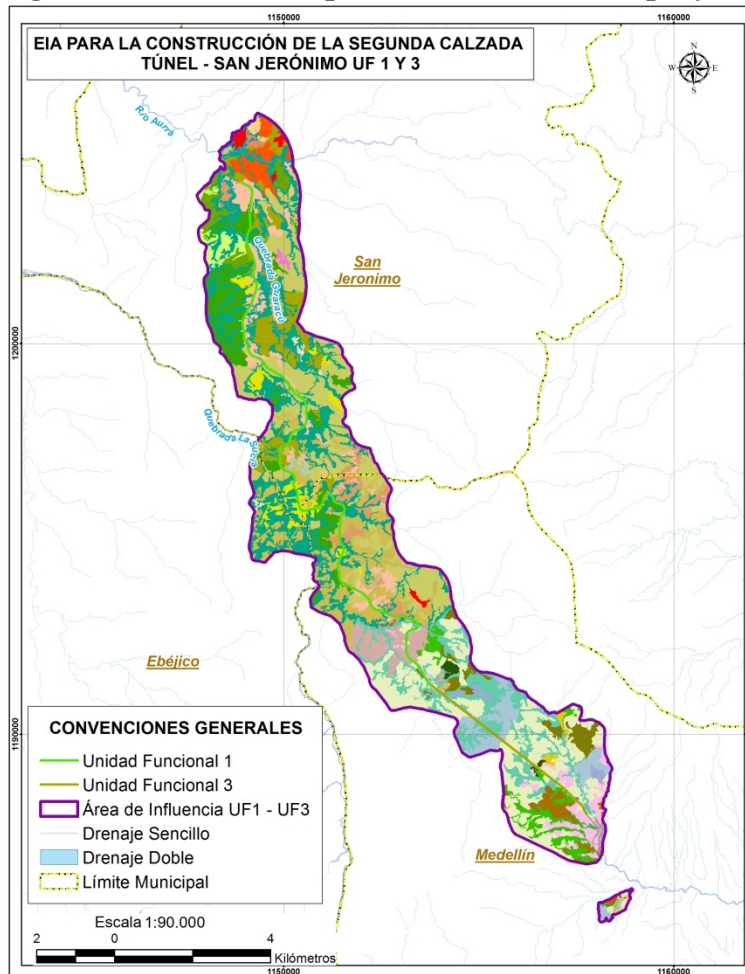 1150000
1160000
EIA PARA LA CONSTRUCCIÓN DE LA SEGUNDA CALZADA
TÚNEL - SAN JERÓNIMO UF 1 Y 3
N
W
E
S
Río Aurrá
Quebrada
San
Jeronimo
1200000
1200000
Quebrada La Sucia
Ebéjico
1190000
1190000
CONVENCIONES GENERALES
Unidad Funcional 1
Unidad Funcional 3
Área de Influencia UF1 - UF3
Drenaje Sencillo
Drenaje Doble
Límite Municipal
Medellín
Escala 1:90.000
2
0
4
Kilómetros
1150000
1160000